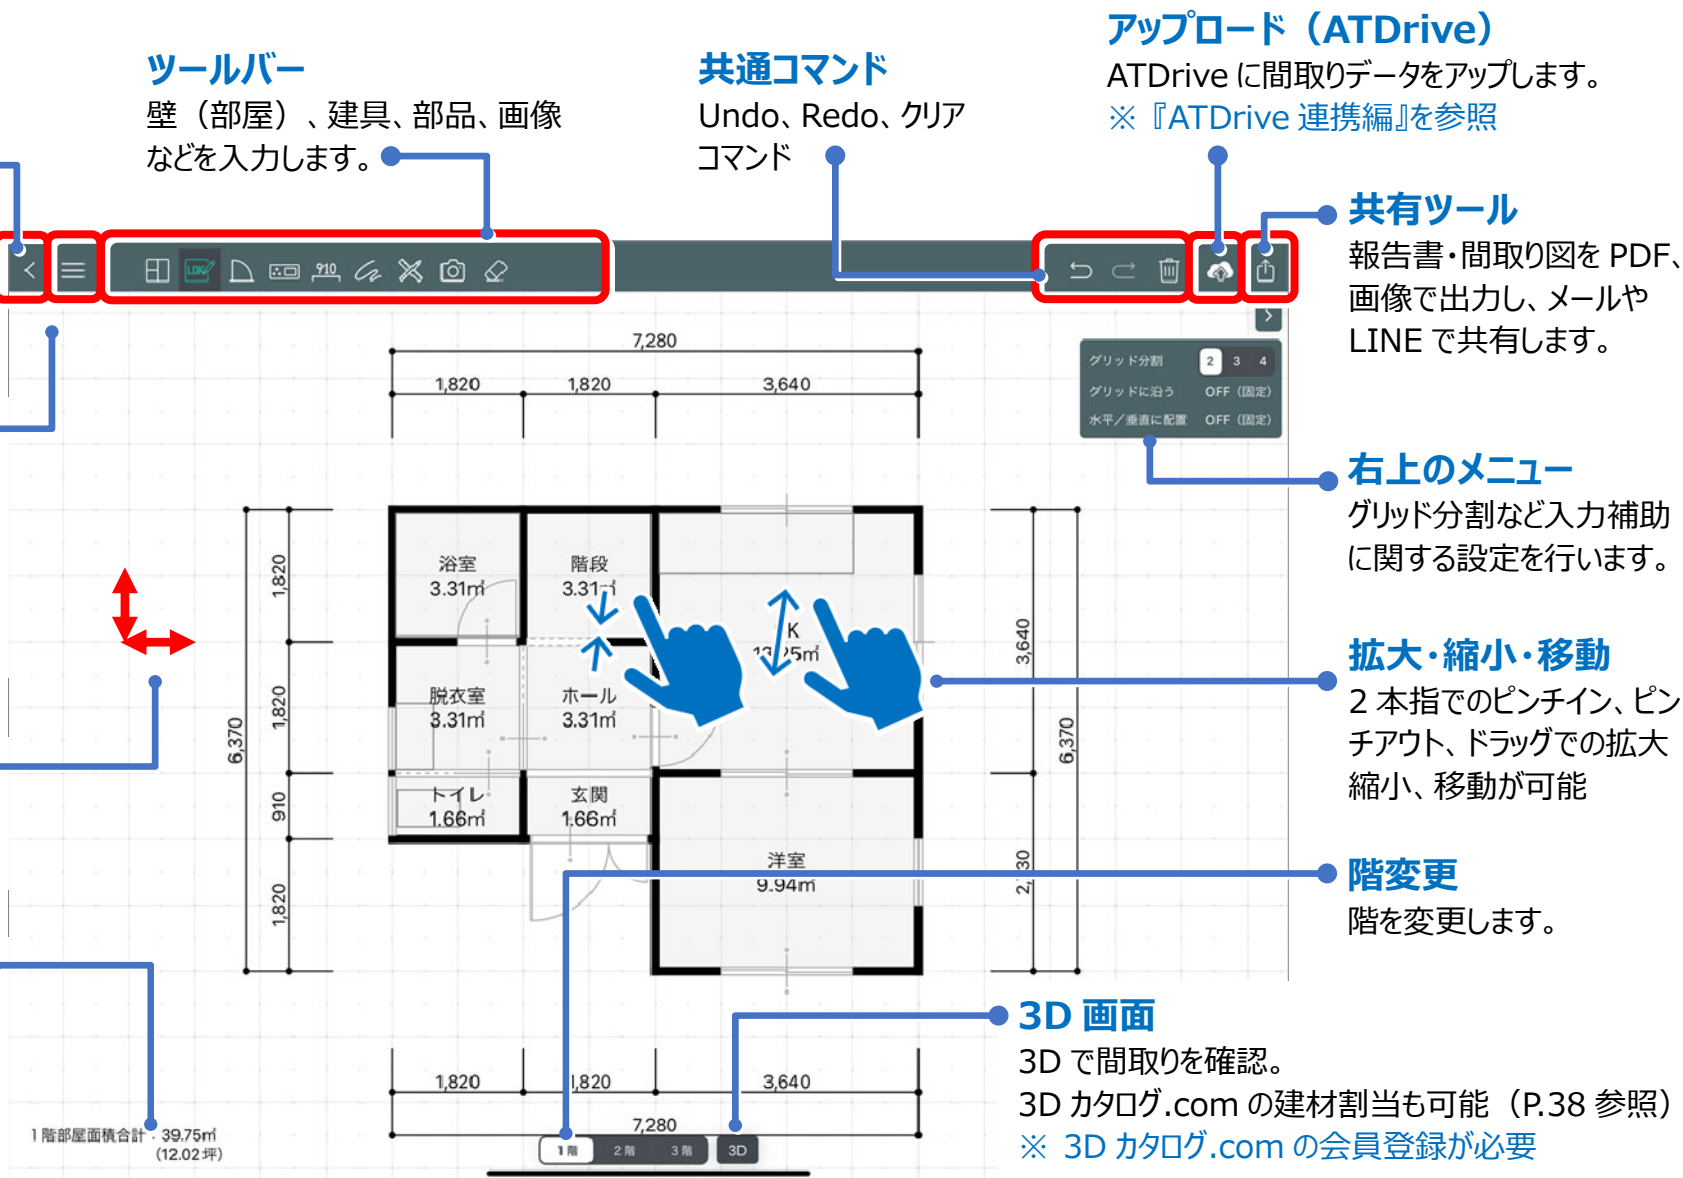 ツールバー
壁（部屋）、建具、部品、画像
などを入力します。
共通コマンド
Undo、Redo、クリア
コマンド
アップロード（ATDrive）
ATDrive に間取りデータをアップします。
※『ATDrive 連携編』を参照
共有ツール
報告書・間取り図を PDF、
画像で出力し、メールや
LINE で共有します。
LDK
910
グリッド分割 2 3 4
グリッドに沿う OFF（固定）
水平／垂直に配置 OFF（固定）
右上のメニュー
グリッド分割など入力補助
に関する設定を行います。
拡大・縮小・移動
2 本指でのピンチイン、ピン
チアウト、ドラッグでの拡大
縮小、移動が可能
階変更
階を変更します。
3D 画面
3D で間取りを確認。
3D カタログ.com の建材割当も可能（P.38 参照）
※ 3D カタログ.com の会員登録が必要
7,280
1,820 1,820 3,640
浴室
3.31㎡
階段
3.31㎡
K
脱衣室
3.31㎡
ホール
3.31㎡
トイレ
1.66㎡
玄関
1.66㎡
洋室
9.94㎡
6,370
1,820
1,820
910
1,820
3,640
6,370
1,820 1,820 3,640
7,280
1階部屋面積合計：39.75㎡
(12.02坪)
1階 2階 3階 3D